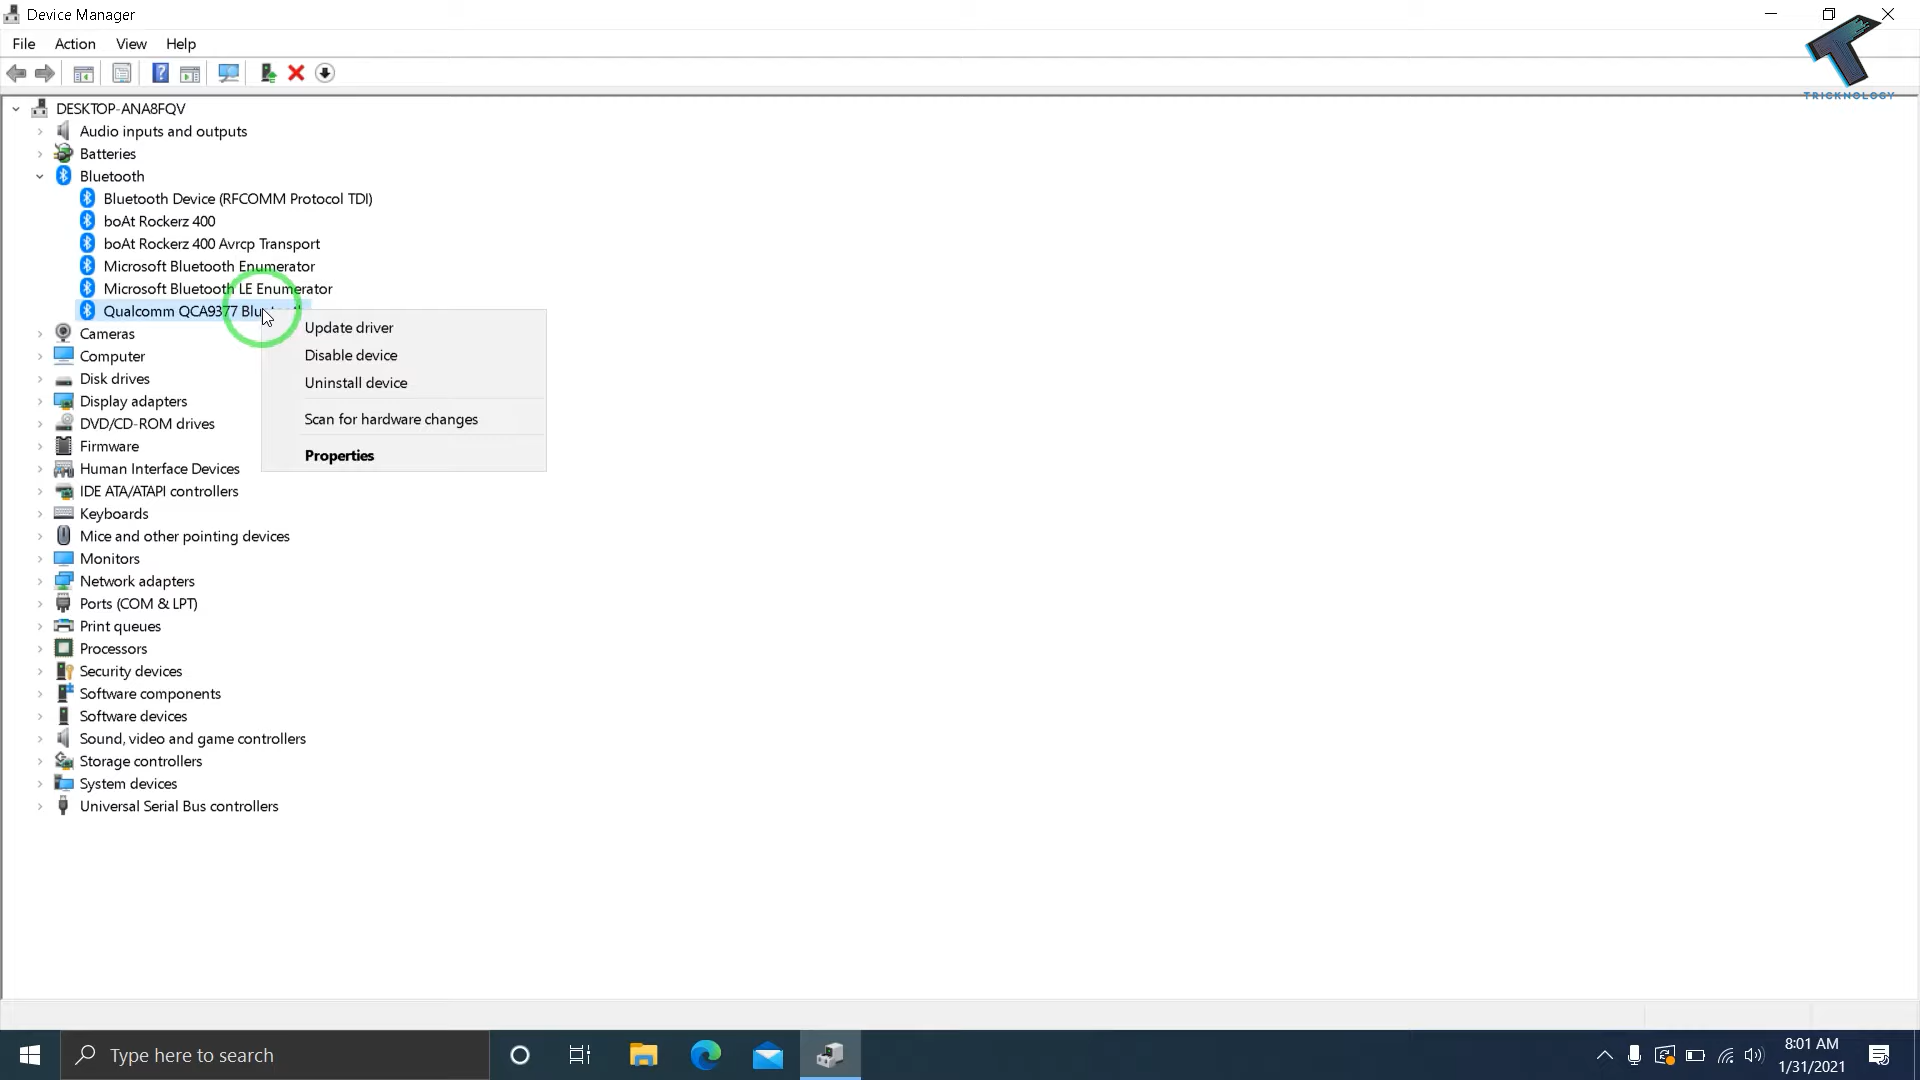 Device Manager
File Action View Help
TRICKNOLOGY
DESKTOP-ANA8FQV
Audio inputs and outputs
Batteries
Bluetooth
Bluetooth Device (RFCOMM Protocol TDI)
boAt Rockerz 400
boAt Rockerz 400 Avrcp Transport
Microsoft Bluetooth Enumerator
Microsoft Bluetooth LE Enumerator
Qualcomm QCA9377
Update driver
Disable device
Uninstall device
Scan for hardware changes
Properties
Cameras
Computer
Disk drives
Display adapters
DVD/CD-ROM drives
Firmware
Human Interface Devices
IDE ATA/ATAPI controllers
Keyboards
Mice and other pointing devices
Monitors
Network adapters
Ports (COM & LPT)
Print queues
Processors
Security devices
Software components
Software devices
Sound, video and game controllers
Storage controllers
System devices
Universal Serial Bus controllers
Type here to search
8:01 AM
1/31/2021